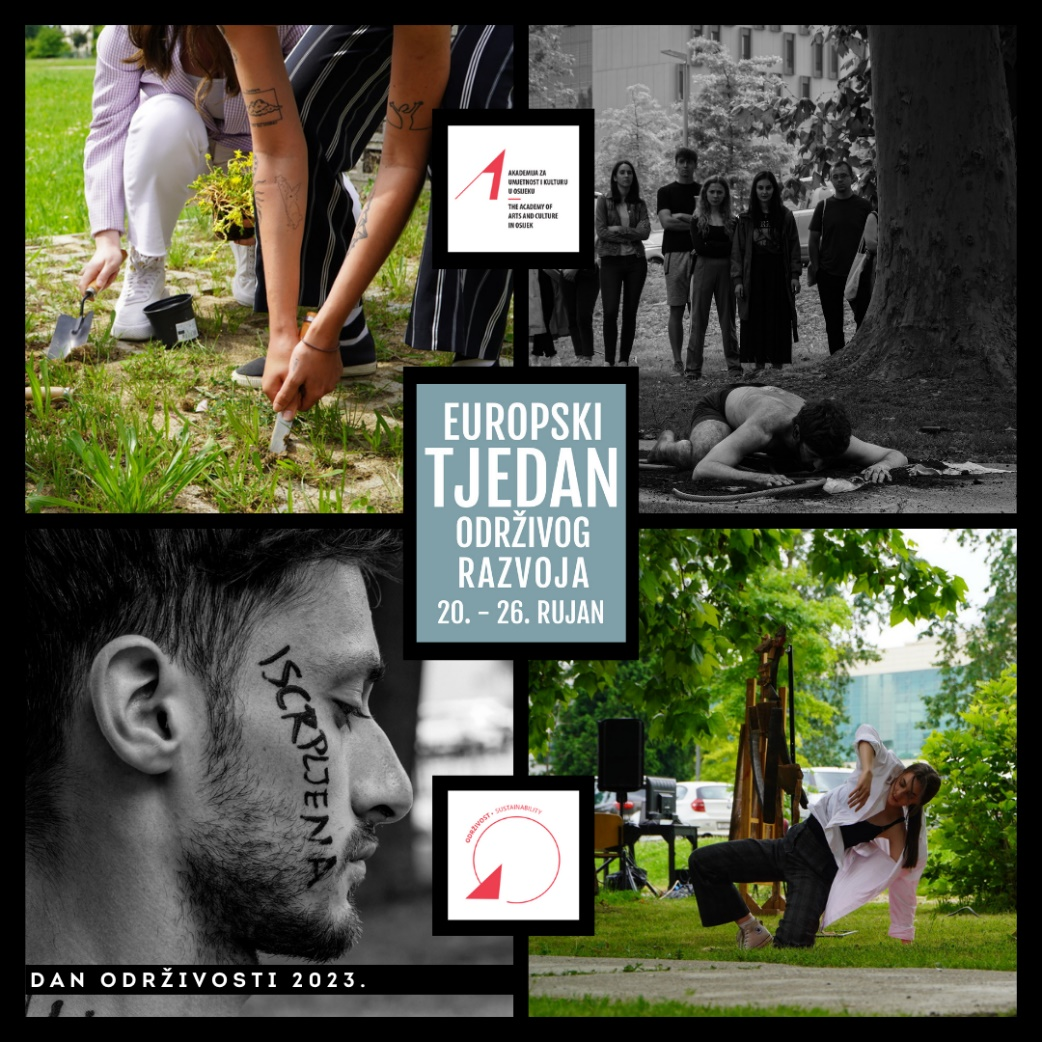 AKADEMIJA ZA
UMJETNOST I KULTURU
U OSIJEKU
THE ACADEMY OF
ARTS AND CULTURE
IN OSIJEK
EUROPSKI
TJEDAN
ODRŽIVOG
RAZVOJA
20. – 26. RUJAN
ISCRPLJENA
ODRŽIVOST • SUSTAINABILITY
DAN ODRŽIVOSTI 2023.